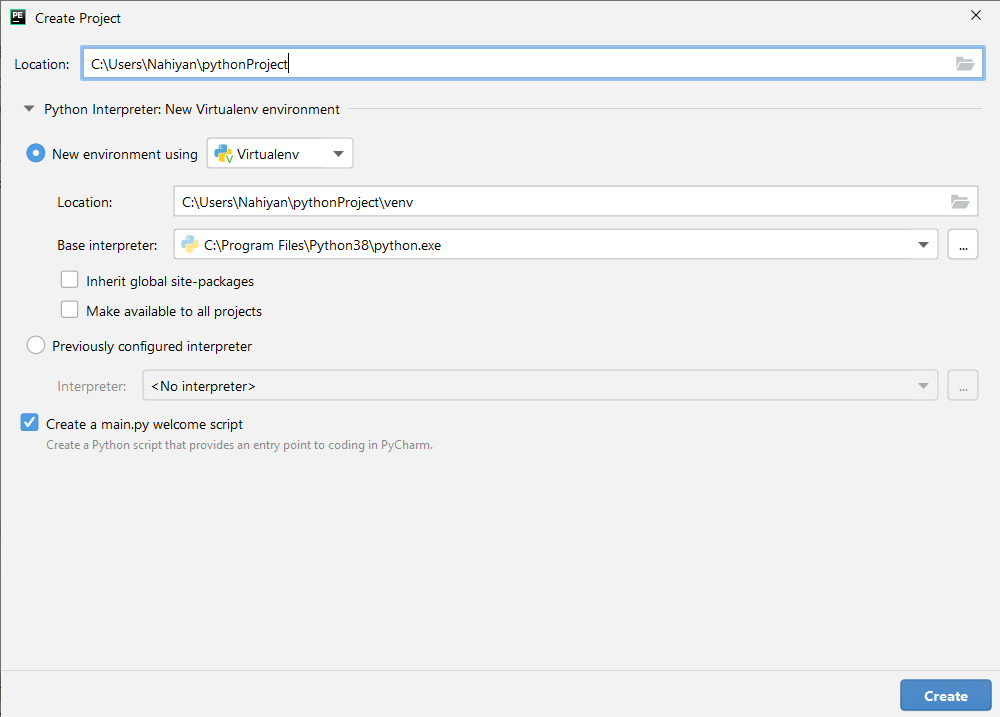 PE Create Project
Location: C:\Users\Nahiyan\pythonProject
Python Interpreter: New Virtualenv environment
New environment using Virtualenv
Location: C:\Users\Nahiyan\pythonProject\venv
Base interpreter: C:\Program Files\Python38\python.exe ...
Inherit global site-packages
Make available to all projects
Previously configured interpreter
Interpreter: <No interpreter> ...
Create a main.py welcome script
Create a Python script that provides an entry point to coding in PyCharm.
Create